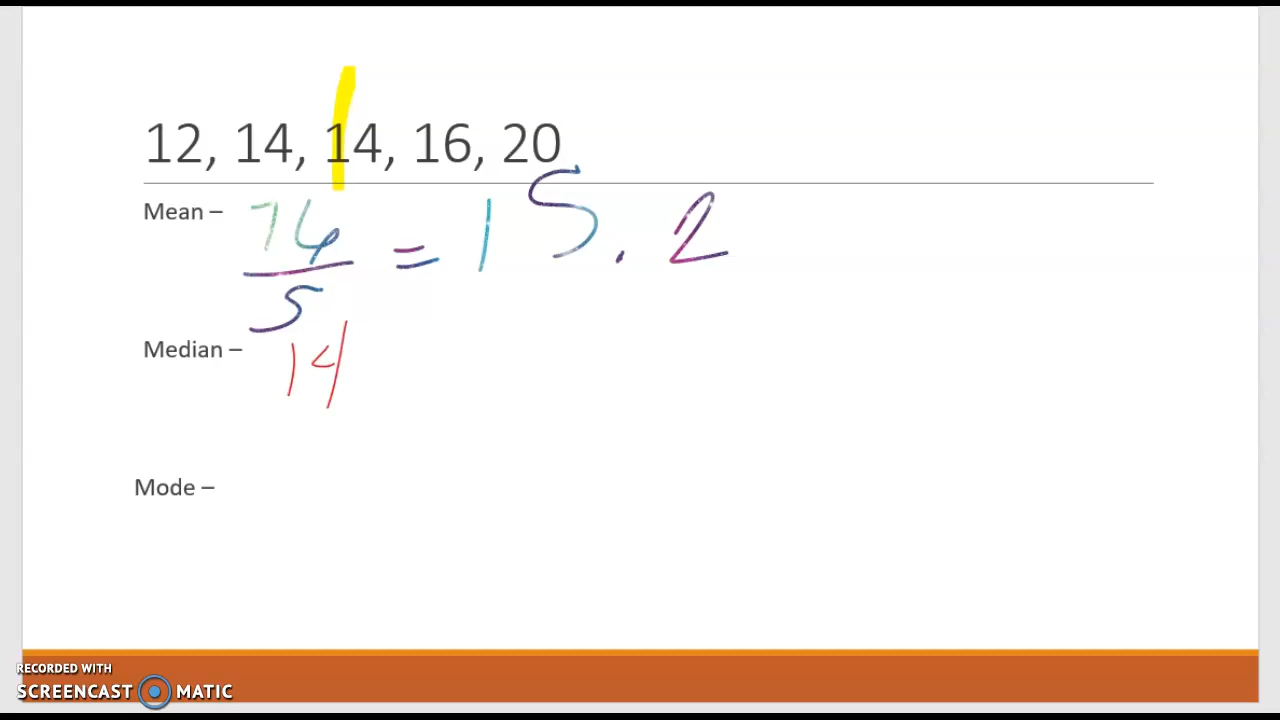 12, 14, 14, 16, 20
Mean – 76/5 = 15.2
Median – 14
Mode –
RECORDED WITH
SCREENCAST MATIC